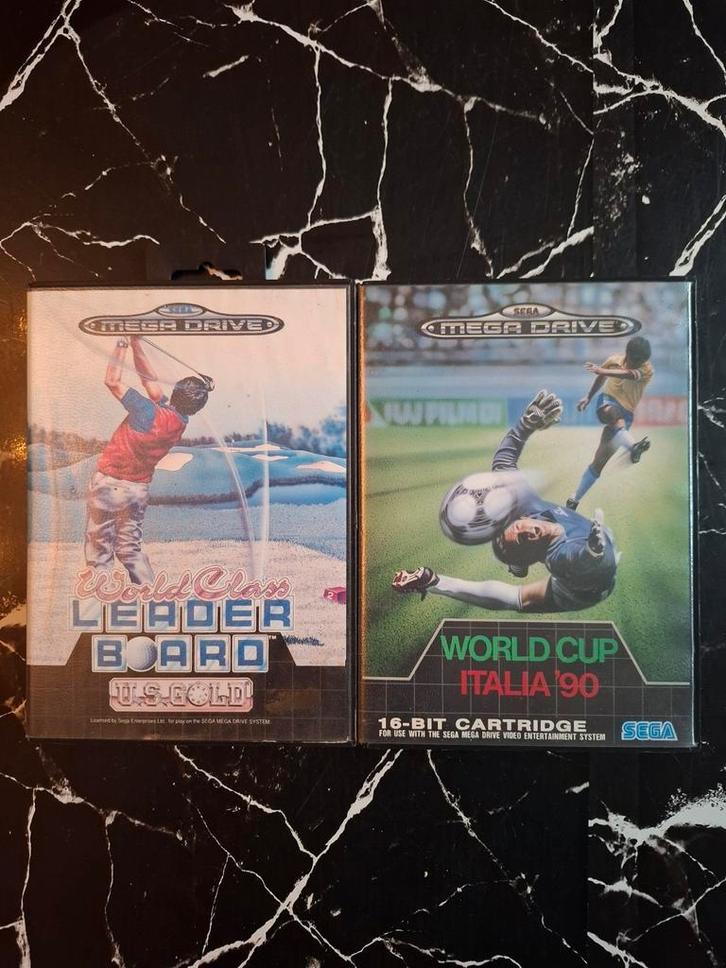 SEGA
MEGA DRIVE
World Class
LEADER
BOARD
™
U.S. GOLD
Licensed by Sega Enterprises Ltd. for play on the SEGA MEGA DRIVE SYSTEM.
2
SEGA
MEGA DRIVE
WORLD CUP
ITALIA '90
16-BIT CARTRIDGE
FOR USE WITH THE SEGA MEGA DRIVE VIDEO ENTERTAINMENT SYSTEM
SEGA